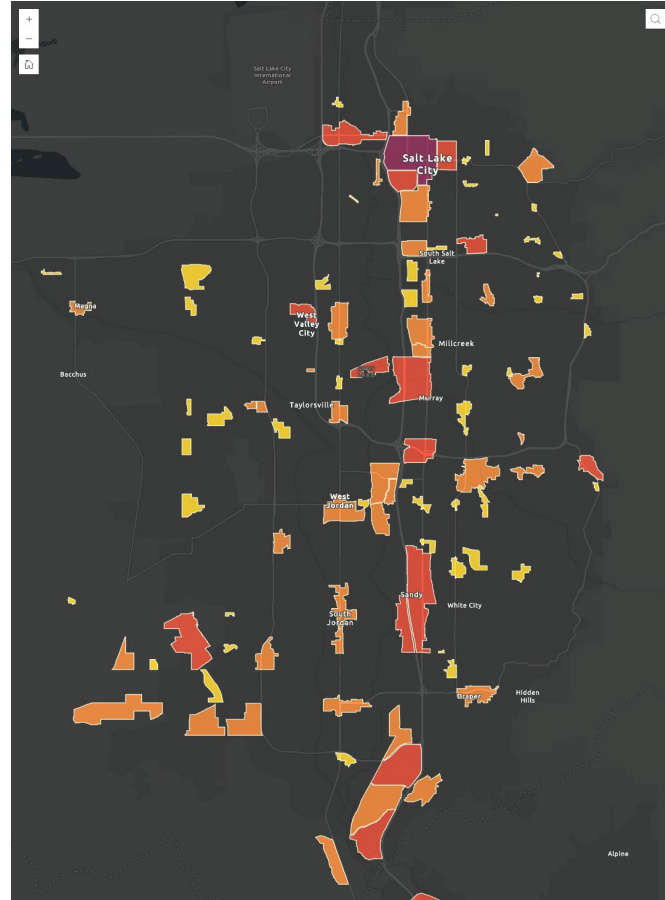 +
−
Salt Lake City
International
Airport
Salt Lake
City
South Salt
Lake
Magna
West
Valley
City
Millcreek
Bacchus
Murray
Taylorsville
West
Jordan
Sandy
White City
South
Jordan
Draper
Hidden
Hills
Alpine